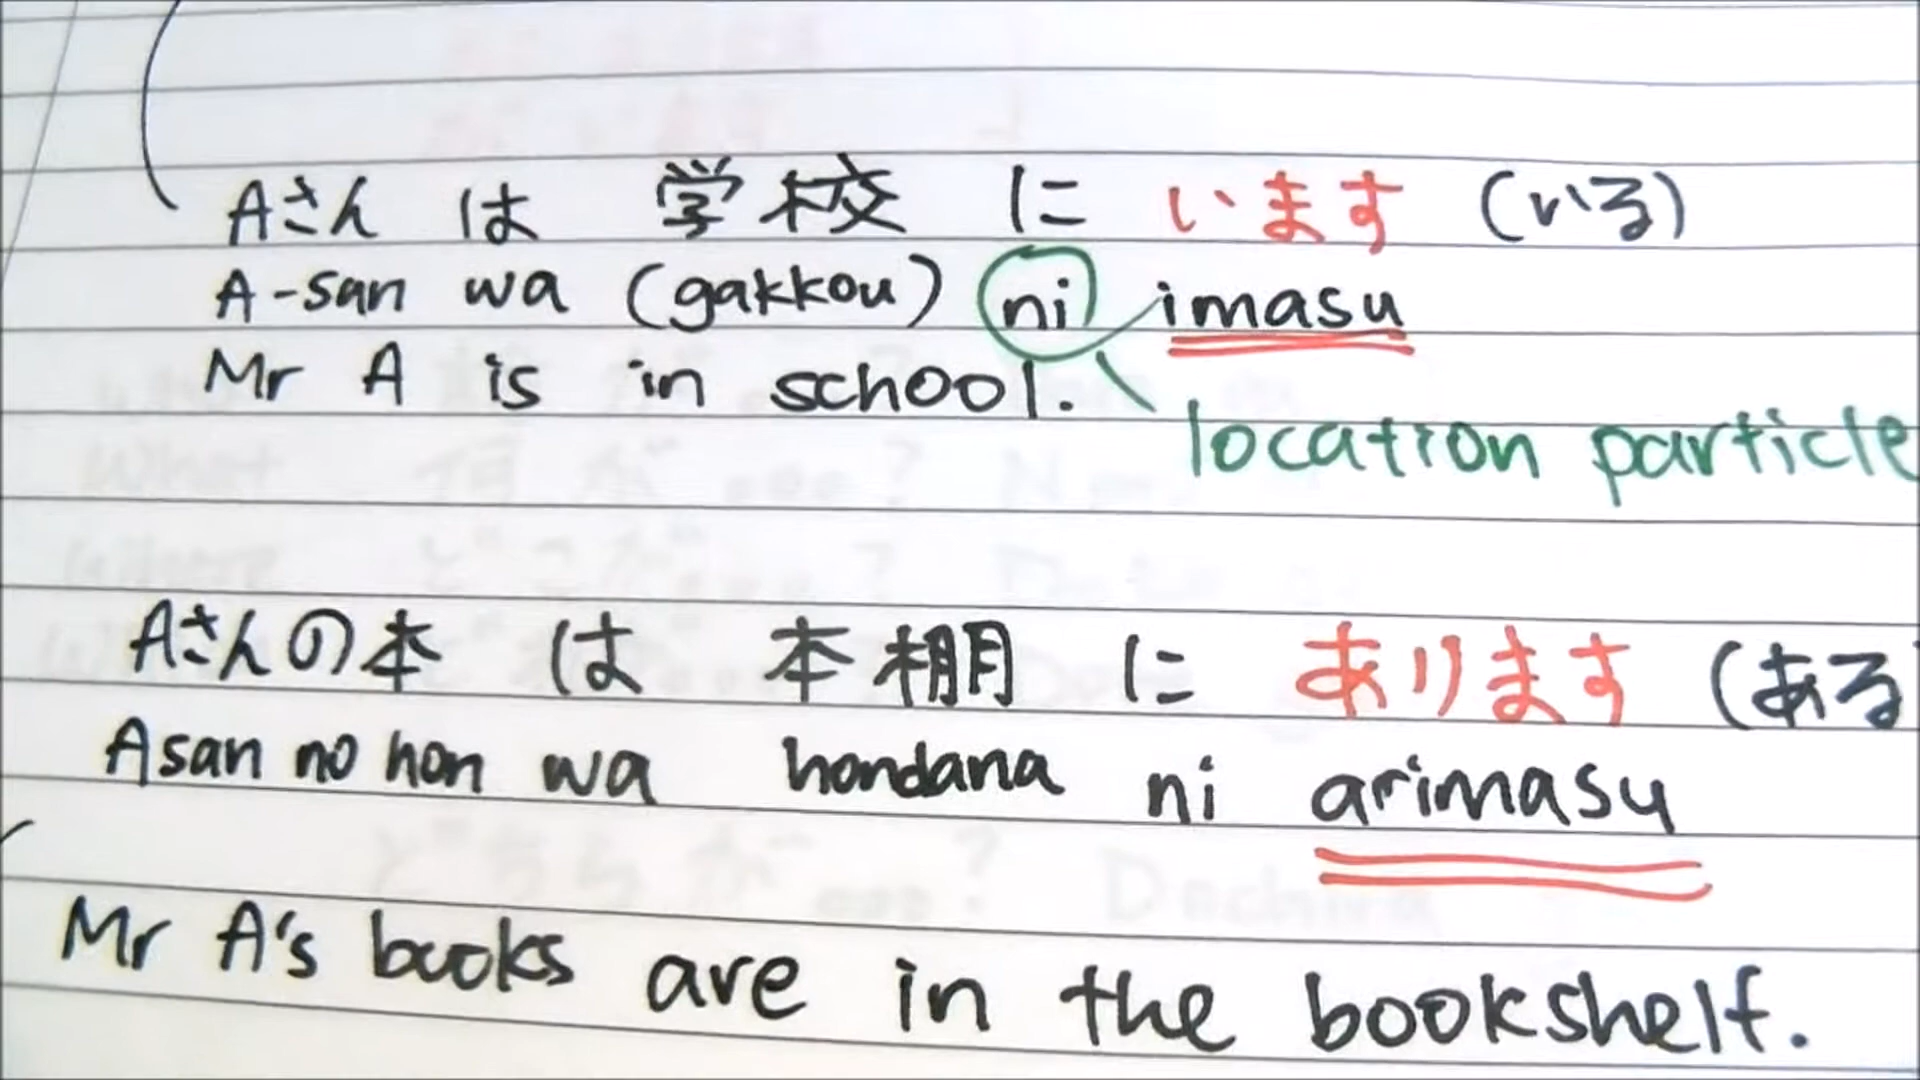 Aさん は 学校 に います (いる)
A-san wa (gakkou) ni imasu
Mr A is in school.
location particle
Aさんの本 は 本棚 に あります (ある
Asan no hon wa hondana ni arimasu
Mr A's books are in the bookshelf.